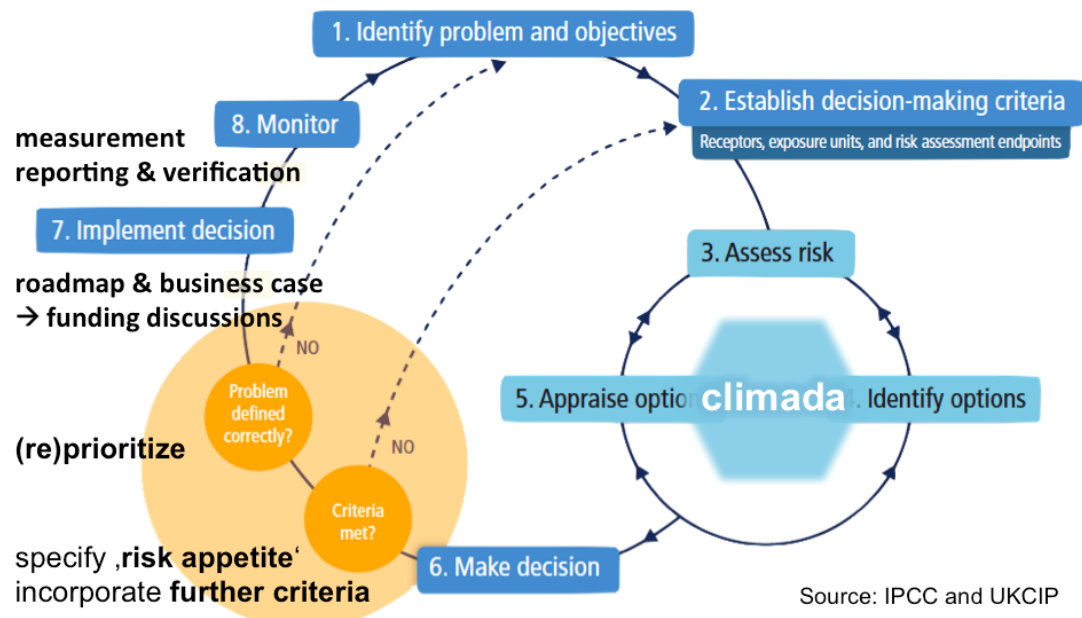 1. Identify problem and objectives
2. Establish decision-making criteria
Receptors, exposure units, and risk assessment endpoints
8. Monitor
measurement
reporting & verification
7. Implement decision
3. Assess risk
roadmap & business case
→ funding discussions
NO
Problem
defined
correctly?
5. Appraise option
climada
4. Identify options
(re)prioritize
NO
Criteria
met?
specify ‚risk appetite‘
incorporate further criteria
6. Make decision
Source: IPCC and UKCIP